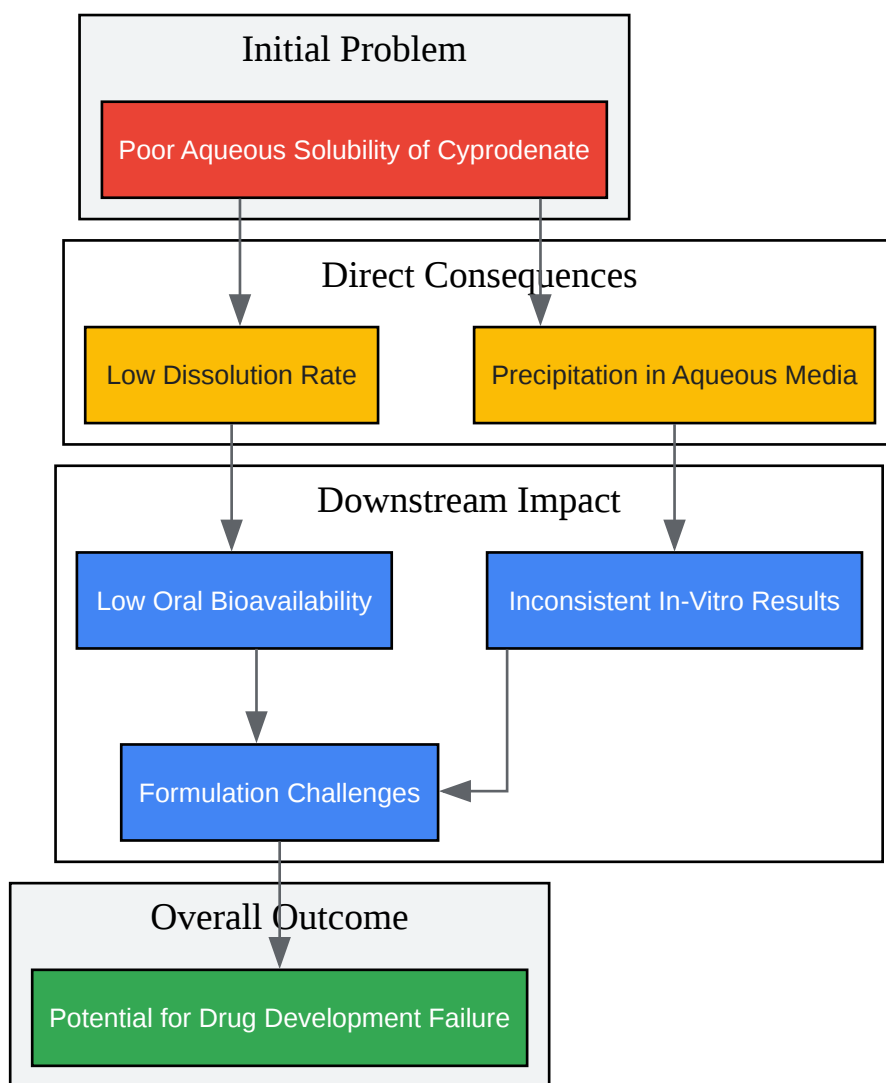 Initial Problem
Poor Aqueous Solubility of Cyprodenate
Direct Consequences
Low Dissolution Rate
Precipitation in Aqueous Media
Downstream Impact
Low Oral Bioavailability
Inconsistent In-Vitro Results
Formulation Challenges
Overall Outcome
Potential for Drug Development Failure